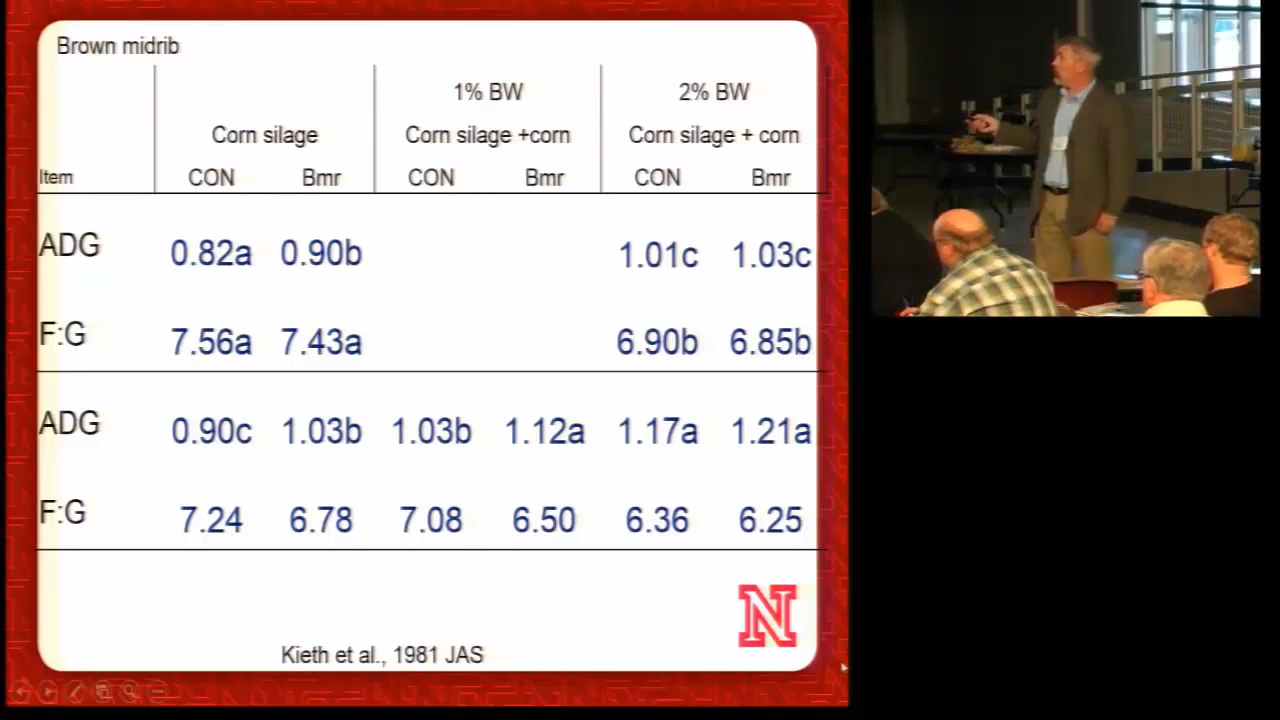 Brown midrib
1% BW 2% BW
Corn silage Corn silage +corn Corn silage + corn
Item CON Bmr CON Bmr CON Bmr
ADG 0.82a 0.90b 1.01c 1.03c
F:G 7.56a 7.43a 6.90b 6.85b
ADG 0.90c 1.03b 1.03b 1.12a 1.17a 1.21a
F:G 7.24 6.78 7.08 6.50 6.36 6.25
N
Kieth et al., 1981 JAS